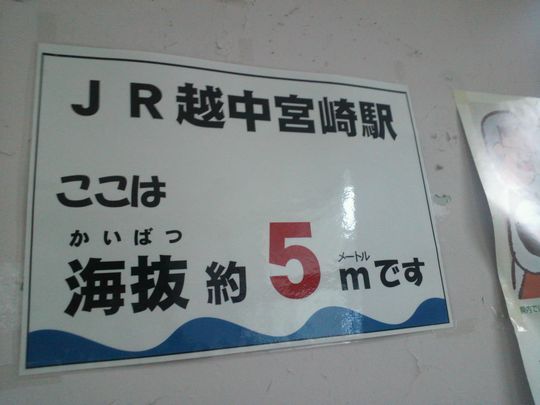 ＪＲ越中宮崎駅
ここは
かいばつ メートル
海抜 約 5 mです